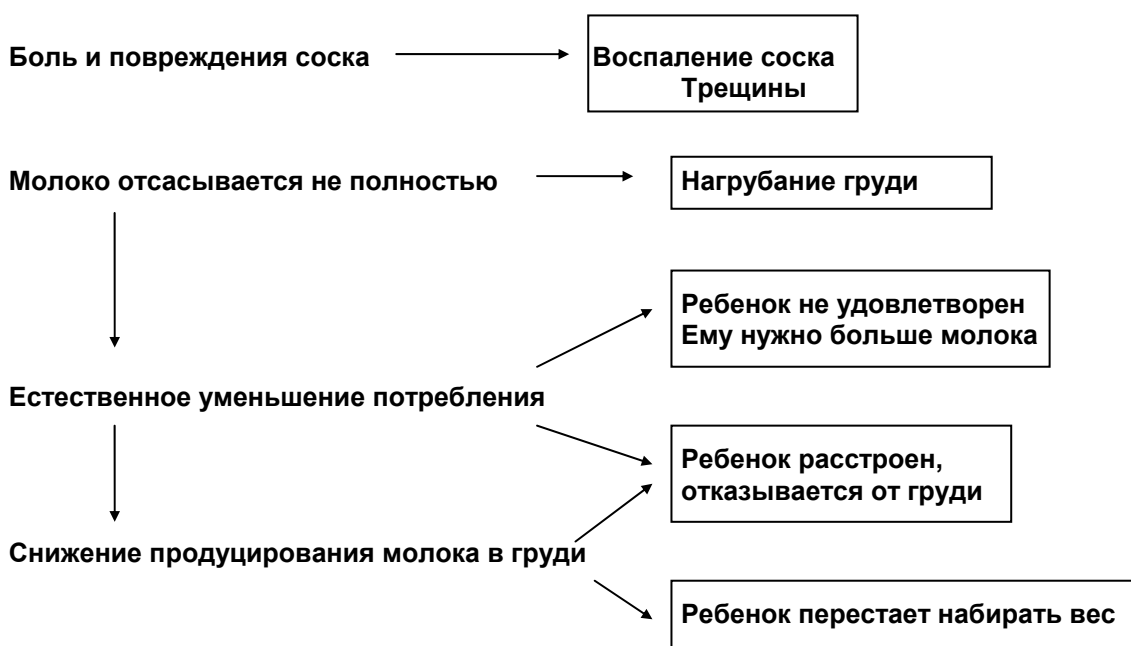 Боль и повреждения соска
Воспаление соска
Трещины
Молоко отсасывается не полностью
Нагрубание груди
Ребенок не удовлетворен
Ему нужно больше молока
Естественное уменьшение потребления
Ребенок расстроен,
отказывается от груди
Снижение продуцирования молока в груди
Ребенок перестает набирать вес